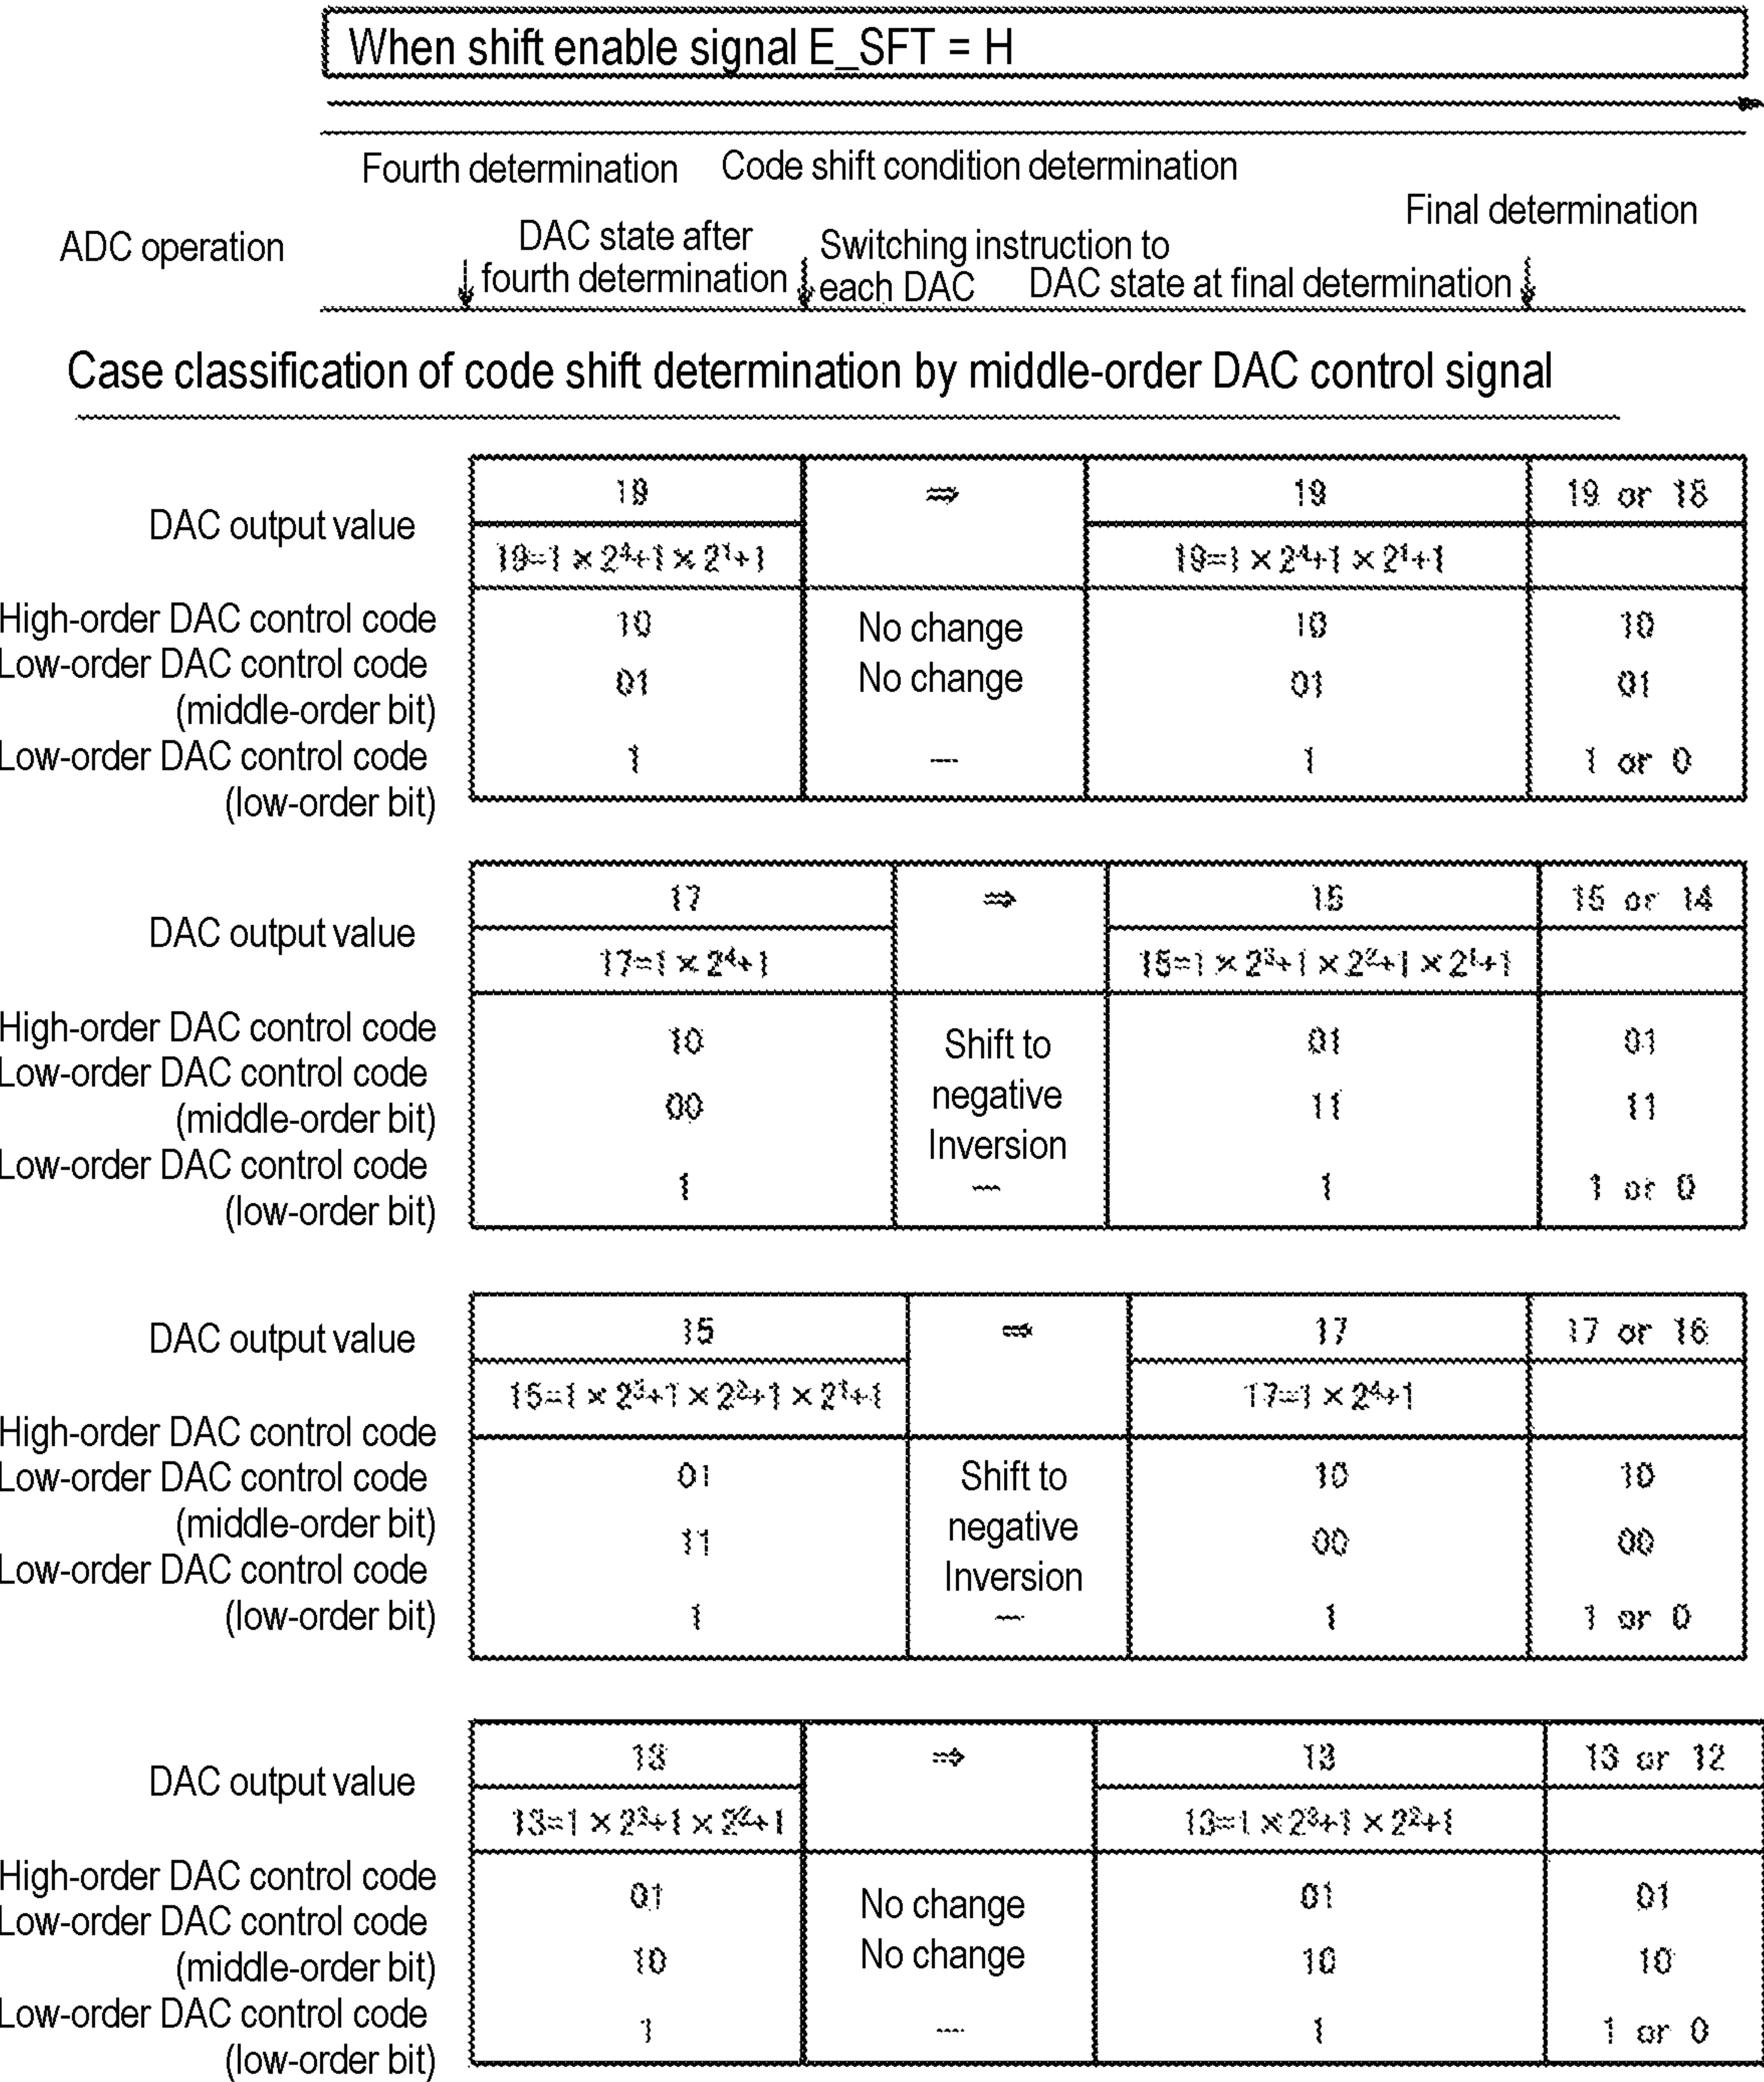 When shift enable signal E_SFT = H
Fourth determination
Code shift condition determination
Final determination
ADC operation
DAC state after
fourth determination
Switching instruction to
each DAC
DAC state at final determination
Case classification of code shift determination by middle-order DAC control signal
DAC output value
19 ⇒ 19 19 or 18
19=1×2⁴+1×2¹+1 19=1×2⁴+1×2¹+1
High-order DAC control code 10 No change 10 10
Low-order DAC control code
(middle-order bit) 01 No change 01 01
Low-order DAC control code
(low-order bit) 1 — 1 1 or 0
DAC output value
17 ⇒ 15 15 or 14
17=1×2⁴+1 15=1×2³+1×2²+1×2¹+1
High-order DAC control code 10 Shift to
negative 01 01
Low-order DAC control code
(middle-order bit) 00 Inversion 11 11
Low-order DAC control code
(low-order bit) 1 — 1 1 or 0
DAC output value
15 ⇒ 17 17 or 16
15=1×2³+1×2²+1×2¹+1 17=1×2⁴+1
High-order DAC control code 01 Shift to
negative 10 10
Low-order DAC control code
(middle-order bit) 11 Inversion 00 00
Low-order DAC control code
(low-order bit) 1 — 1 1 or 0
DAC output value
13 ⇒ 13 13 or 12
13=1×2³+1×2²+1 13=1×2³+1×2²+1
High-order DAC control code 01 No change 01 01
Low-order DAC control code
(middle-order bit) 10 No change 10 10
Low-order DAC control code
(low-order bit) 1 — 1 1 or 0